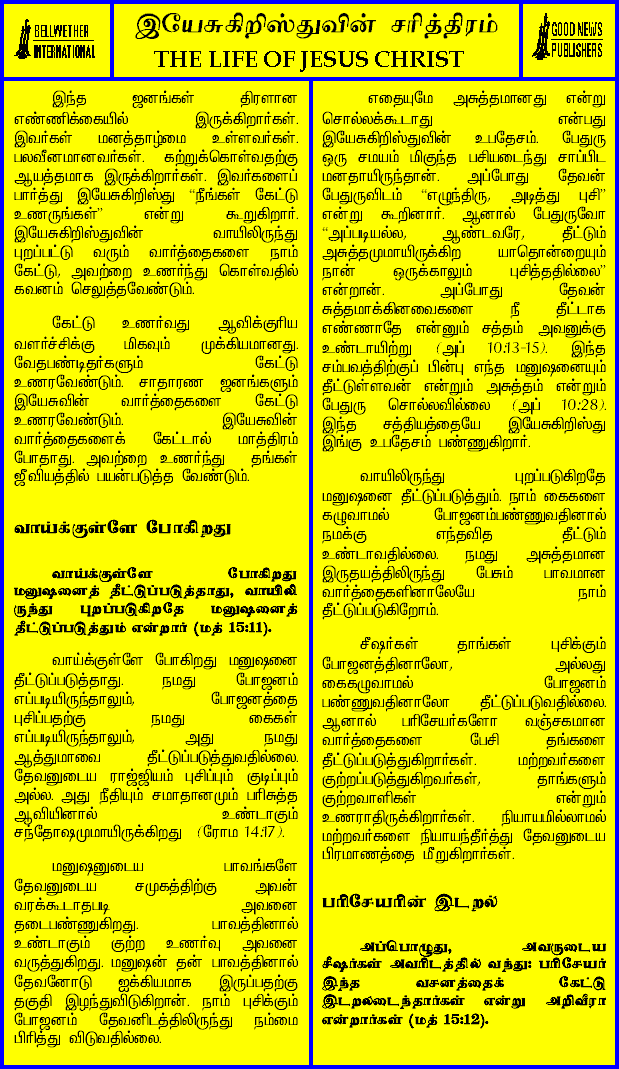 BELLWETHER
INTERNATIONAL
இயேசுகிறிஸ்துவின் சரித்திரம்
THE LIFE OF JESUS CHRIST
GOOD NEWS
PUBLISHERS
இந்த ஜனங்கள் திரளான
எண்ணிக்கையில் இருக்கிறார்கள்.
இவர்கள் மனத்தாழ்மை உள்ளவர்கள்.
பலவீனமானவர்கள். கற்றுக்கொள்வதற்கு
ஆயத்தமாக இருக்கிறார்கள். இவர்களைப்
பார்த்து இயேசுகிறிஸ்து “நீங்கள் கேட்டு
உணருங்கள்” என்று கூறுகிறார்.
இயேசுகிறிஸ்துவின் வாயிலிருந்து
புறப்பட்டு வரும் வார்த்தைகளை நாம்
கேட்டு, அவற்றை உணர்ந்து கொள்வதில்
கவனம் செலுத்தவேண்டும்.
கேட்டு உணர்வது ஆவிக்குரிய
வளர்ச்சிக்கு மிகவும் முக்கியமானது.
வேதபண்டிதர்களும் கேட்டு
உணரவேண்டும். சாதாரண ஜனங்களும்
இயேசுவின் வார்த்தைகளை கேட்டு
உணரவேண்டும். இயேசுவின்
வார்த்தைகளைக் கேட்டால் மாத்திரம்
போதாது. அவற்றை உணர்ந்து தங்கள்
ஜீவியத்தில் பயன்படுத்த வேண்டும்.
வாய்க்குள்ளே போகிறது
வாய்க்குள்ளே போகிறது
மனுஷனைத் தீட்டுப்படுத்தாது, வாயிலி
ருந்து புறப்படுகிறதே மனுஷனைத்
தீட்டுப்படுத்தும் என்றார் (மத் 15:11).
வாய்க்குள்ளே போகிறது மனுஷனை
தீட்டுப்படுத்தாது. நமது போஜனம்
எப்படியிருந்தாலும், போஜனத்தை
புசிப்பதற்கு நமது கைகள்
எப்படியிருந்தாலும், அது நமது
ஆத்துமாவை தீட்டுப்படுத்துவதில்லை.
தேவனுடைய ராஜ்ஜியம் புசிப்பும் குடிப்பும்
அல்ல. அது நீதியும் சமாதானமும் பரிசுத்த
ஆவியினால் உண்டாகும்
சந்தோஷமுமாயிருக்கிறது (ரோம 14:17).
மனுஷனுடைய பாவங்களே
தேவனுடைய சமுகத்திற்கு அவன்
வரக்கூடாதபடி அவனை
தடைபண்ணுகிறது. பாவத்தினால்
உண்டாகும் குற்ற உணர்வு அவனை
வருத்துகிறது. மனுஷன் தன் பாவத்தினால்
தேவனோடு ஐக்கியமாக இருப்பதற்கு
தகுதி இழந்துவிடுகிறான். நாம் புசிக்கும்
போஜனம் தேவனிடத்திலிருந்து நம்மை
பிரித்து விடுவதில்லை.
எதையுமே அசுத்தமானது என்று
சொல்லக்கூடாது என்பது
இயேசுகிறிஸ்துவின் உபதேசம். பேதுரு
ஒரு சமயம் மிகுந்த பசியடைந்து சாப்பிட
மனதாயிருந்தான். அப்போது தேவன்
பேதுருவிடம் “எழுந்திரு, அடித்து புசி”
என்று கூறினார். ஆனால் பேதுருவோ
“அப்படியல்ல, ஆண்டவரே, தீட்டும்
அசுத்தமுமாயிருக்கிற யாதொன்றையும்
நான் ஒருக்காலும் புசித்ததில்லை”
என்றான். அப்போது தேவன்
சுத்தமாக்கினவைகளை நீ தீட்டாக
எண்ணாதே என்னும் சத்தம் அவனுக்கு
உண்டாயிற்று (அப் 10:13-15). இந்த
சம்பவத்திற்குப் பின்பு எந்த மனுஷனையும்
தீட்டுள்ளவன் என்றும் அசுத்தம் என்றும்
பேதுரு சொல்லவில்லை (அப் 10:28).
இந்த சத்தியத்தையே இயேசுகிறிஸ்து
இங்கு உபதேசம் பண்ணுகிறார்.
வாயிலிருந்து புறப்படுகிறதே
மனுஷனை தீட்டுப்படுத்தும். நாம் கைகளை
கழுவாமல் போஜனம்பண்ணுவதினால்
நமக்கு எந்தவித தீட்டும்
உண்டாவதில்லை. நமது அசுத்தமான
இருதயத்திலிருந்து பேசும் பாவமான
வார்த்தைகளினாலேயே நாம்
தீட்டுப்படுகிறோம்.
சீஷர்கள் தாங்கள் புசிக்கும்
போஜனத்தினாலோ, அல்லது
கைகழுவாமல் போஜனம்
பண்ணுவதினாலோ தீட்டுப்படுவதில்லை.
ஆனால் பரிசேயர்களோ வஞ்சகமான
வார்த்தைகளை பேசி தங்களை
தீட்டுப்படுத்துகிறார்கள். மற்றவர்களை
குற்றப்படுத்துகிறவர்கள், தாங்களும்
குற்றவாளிகள் என்றும்
உணராதிருக்கிறார்கள். நியாயமில்லாமல்
மற்றவர்களை நியாயந்தீர்த்து தேவனுடைய
பிரமாணத்தை மீறுகிறார்கள்.
பரிசேயரின் இடறல்
அப்பொழுது, அவருடைய
சீஷர்கள் அவரிடத்தில் வந்து: பரிசேயர்
இந்த வசனத்தைக் கேட்டு
இடறலடைந்தார்கள் என்று அறிவீரா
என்றார்கள் (மத் 15:12).